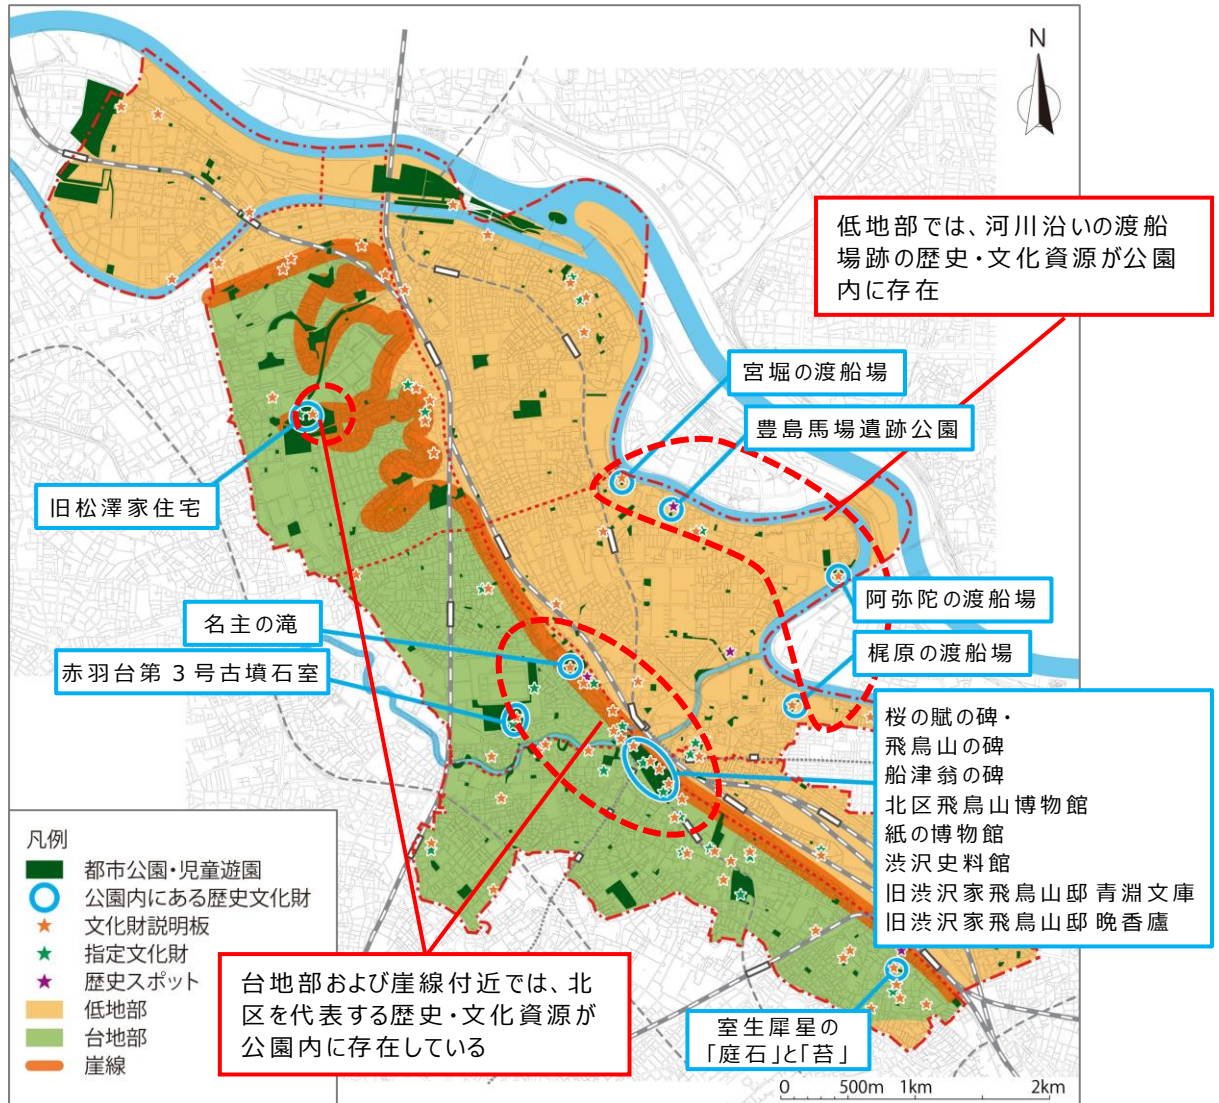 N
低地部では、河川沿いの渡船
場跡の歴史・文化資源が公園
内に存在
宮堀の渡船場
豊島馬場遺跡公園
旧松澤家住宅
阿弥陀の渡船場
名主の滝
梶原の渡船場
赤羽台第3号古墳石室
桜の賦の碑・
飛鳥山の碑
船津翁の碑
北区飛鳥山博物館
紙の博物館
渋沢史料館
旧渋沢家飛鳥山邸 青淵文庫
旧渋沢家飛鳥山邸 晩香廬
凡例
都市公園・児童遊園
公園内にある歴史文化財
文化財説明板
指定文化財
歴史スポット
低地部
台地部
崖線
台地部および崖線付近では、北
区を代表する歴史・文化資源が
公園内に存在している
室生犀星の
「庭石」と「苔」
0 500m 1km 2km